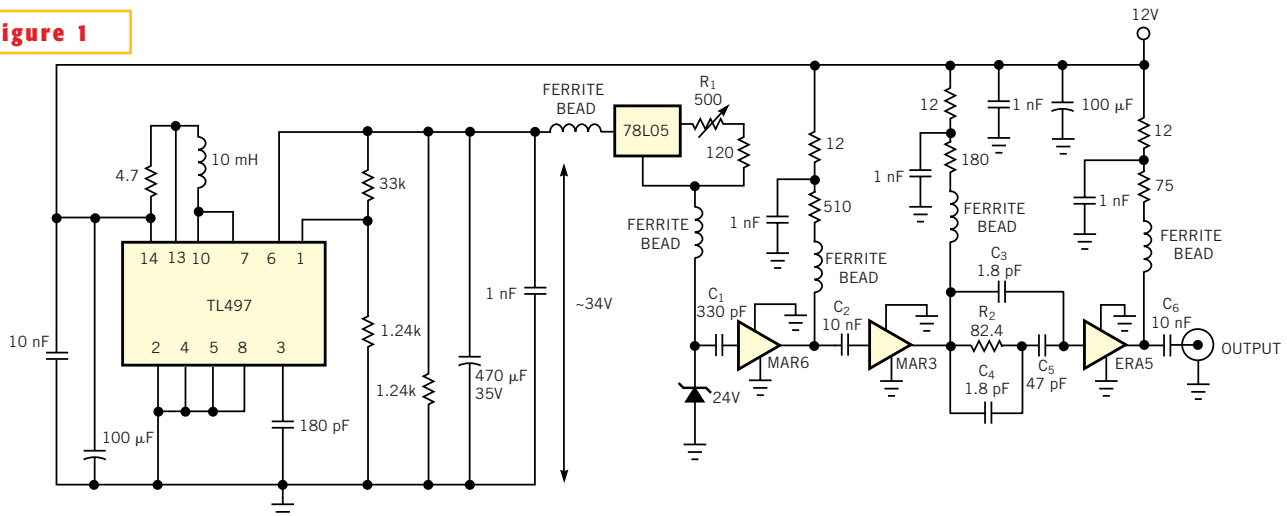 igure 1
12V
FERRITE
BEAD
R1
500
78L05
120
12
12
1 nF
100 µF
12
4.7
10 mH
33k
1 nF
510
1 nF
180
1 nF
75
FERRITE
BEAD
FERRITE
BEAD
FERRITE
BEAD
FERRITE
BEAD
14 13 10 7 6 1
TL497
2 4 5 8 3
10 nF
100 µF
180 pF
1.24k
1.24k
470 µF
35V
1 nF
~34V
C1
330 pF
MAR6
24V
C2
10 nF
MAR3
C3
1.8 pF
R2
82.4
C4
1.8 pF
C5
47 pF
ERA5
C6
10 nF
OUTPUT